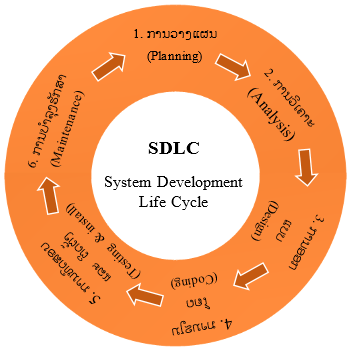 SDLC
System Development
Life Cycle
1. ການວາງແຜນ
(Planning)
2. ການວິເຄາະ
(Analysis)
3. ການອອກ
ແບບ
(Design)
4. ການຂຽນ
ໂຄດ
(Coding)
5. ການທົດສອບ
ແລະ ຕິດຕັ້ງ
(Testing & install)
6. ການບຳລຸງຮັກສາ
(Maintenance)